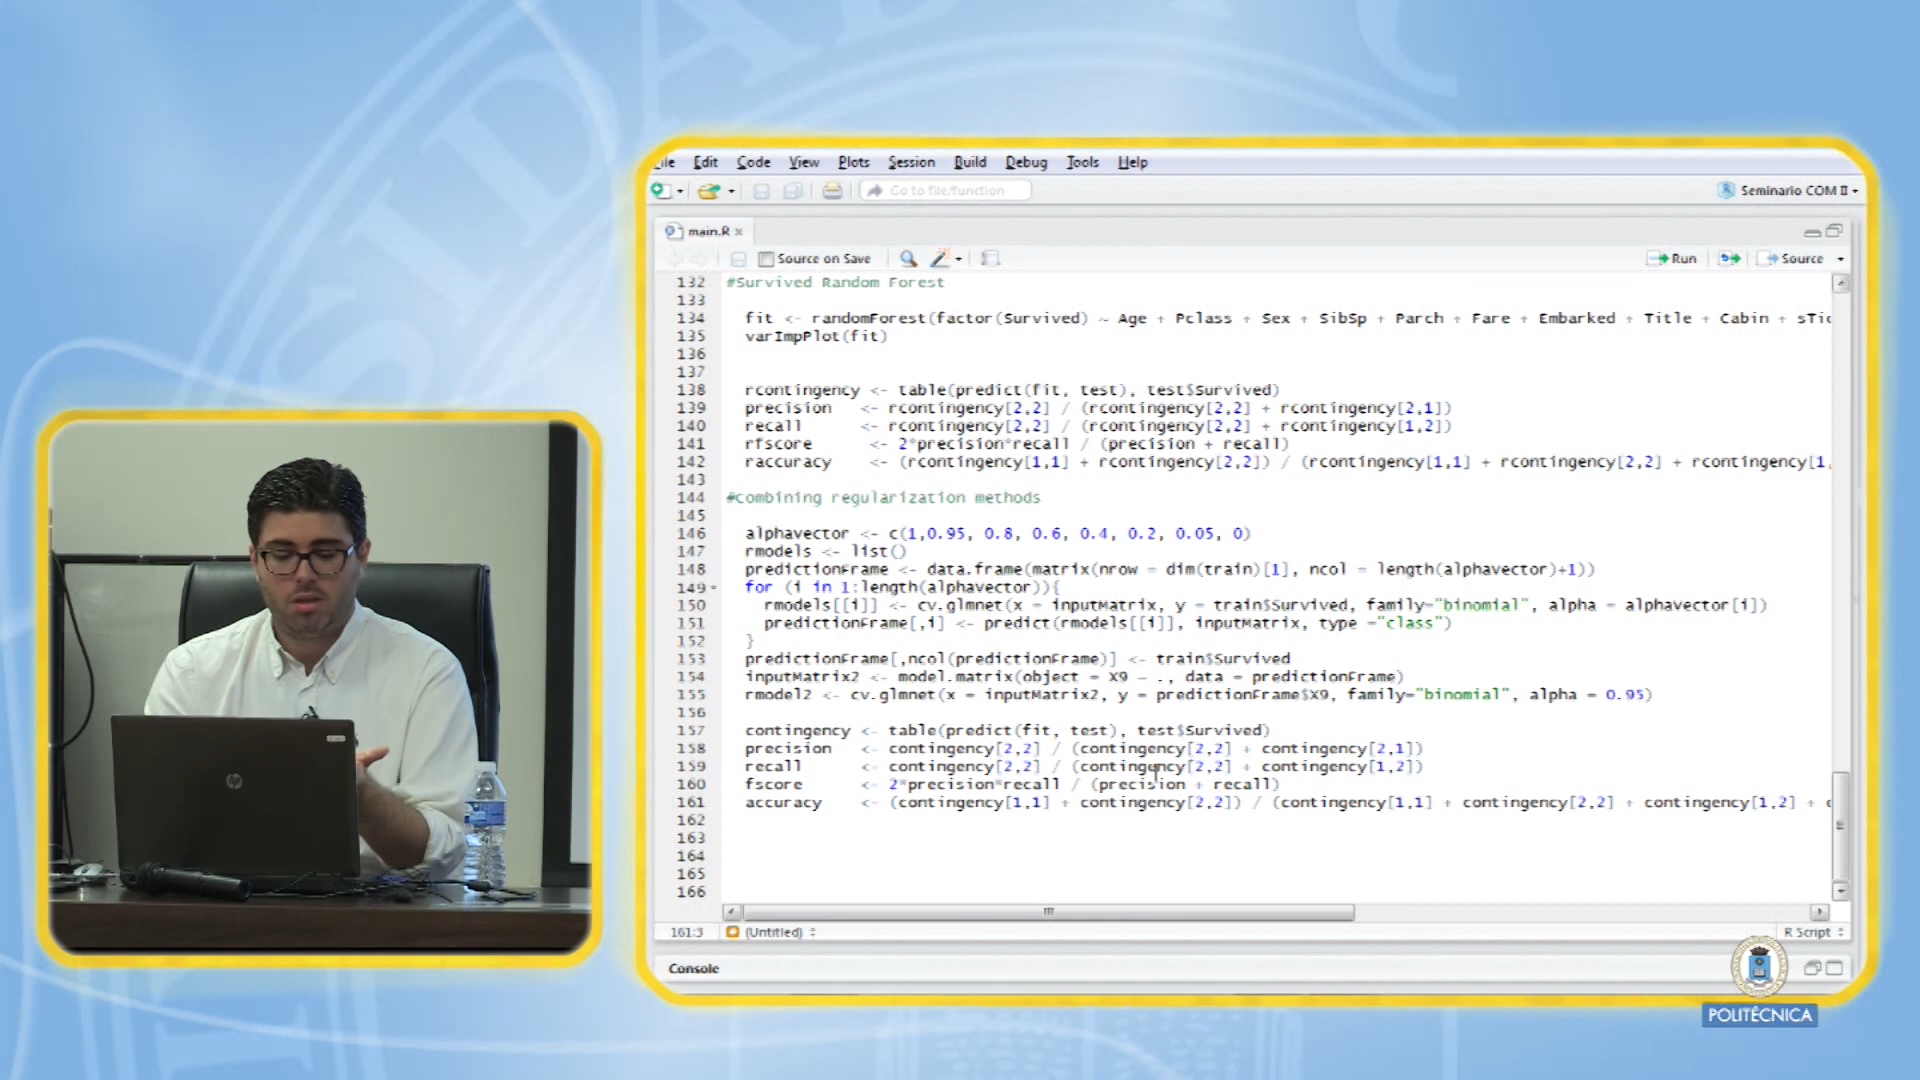 ile Edit Code View Plots Session Build Debug Tools Help
Go to file/function
Seminario COM II
main.R
Source on Save
Run
Source
132 #Survived Random Forest
133
134 fit <- randomForest(factor(Survived) ~ Age + Pclass + Sex + SibSp + Parch + Fare + Embarked + Title + Cabin + sTic
135 varImpPlot(fit)
136
137
138 rcontingency <- table(predict(fit, test), test$Survived)
139 precision <- rcontingency[2,2] / (rcontingency[2,2] + rcontingency[2,1])
140 recall <- rcontingency[2,2] / (rcontingency[2,2] + rcontingency[1,2])
141 rfscore <- 2*precision*recall / (precision + recall)
142 raccuracy <- (rcontingency[1,1] + rcontingency[2,2]) / (rcontingency[1,1] + rcontingency[2,2] + rcontingency[1,
143
144 #combining regularization methods
145
146 alphavector <- c(1,0.95, 0.8, 0.6, 0.4, 0.2, 0.05, 0)
147 rmodels <- list()
148 predictionFrame <- data.frame(matrix(nrow = dim(train)[1], ncol = length(alphavector)+1))
149 for (i in 1:length(alphavector)){
150 rmodels[[i]] <- cv.glmnet(x = inputMatrix, y = train$Survived, family="binomial", alpha = alphavector[i])
151 predictionFrame[,i] <- predict(rmodels[[i]], inputMatrix, type ="class")
152 }
153 predictionFrame[,ncol(predictionFrame)] <- train$Survived
154 inputMatrix2 <- model.matrix(object = X9 ~ ., data = predictionFrame)
155 rmodel2 <- cv.glmnet(x = inputMatrix2, y = predictionFrame$X9, family="binomial", alpha = 0.95)
156
157 contingency <- table(predict(fit, test), test$Survived)
158 precision <- contingency[2,2] / (contingency[2,2] + contingency[2,1])
159 recall <- contingency[2,2] / (contingency[2,2] + contingency[1,2])
160 fscore <- 2*precision*recall / (precision + recall)
161 accuracy <- (contingency[1,1] + contingency[2,2]) / (contingency[1,1] + contingency[2,2] + contingency[1,2] + c
162
163
164
165
166
161:3 (Untitled) R Script
Console
POLITÉCNICA